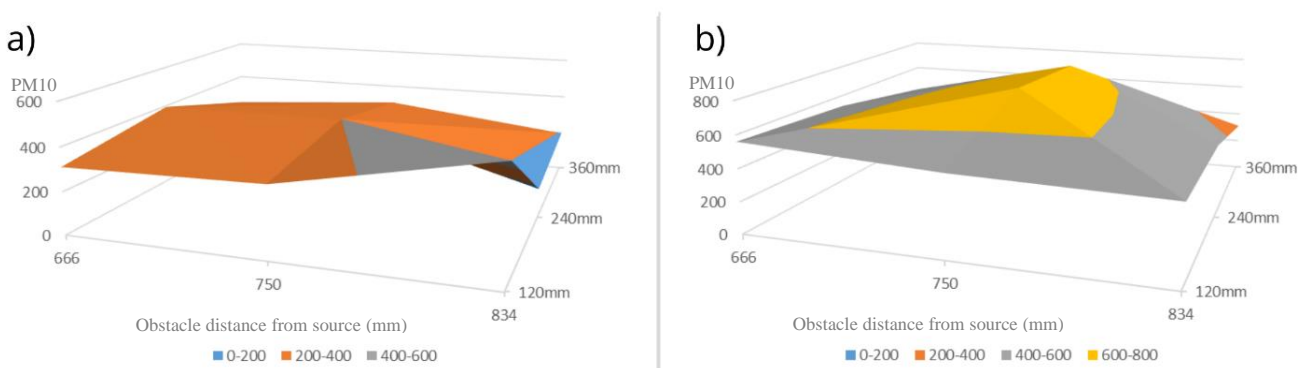 a)
PM10
600
400
200
0
666
750
834
120mm
240mm
360mm
Obstacle distance from source (mm)
0-200 200-400 400-600
b)
PM10
800
600
400
200
0
666
750
834
120mm
240mm
360mm
Obstacle distance from source (mm)
0-200 200-400 400-600 600-800